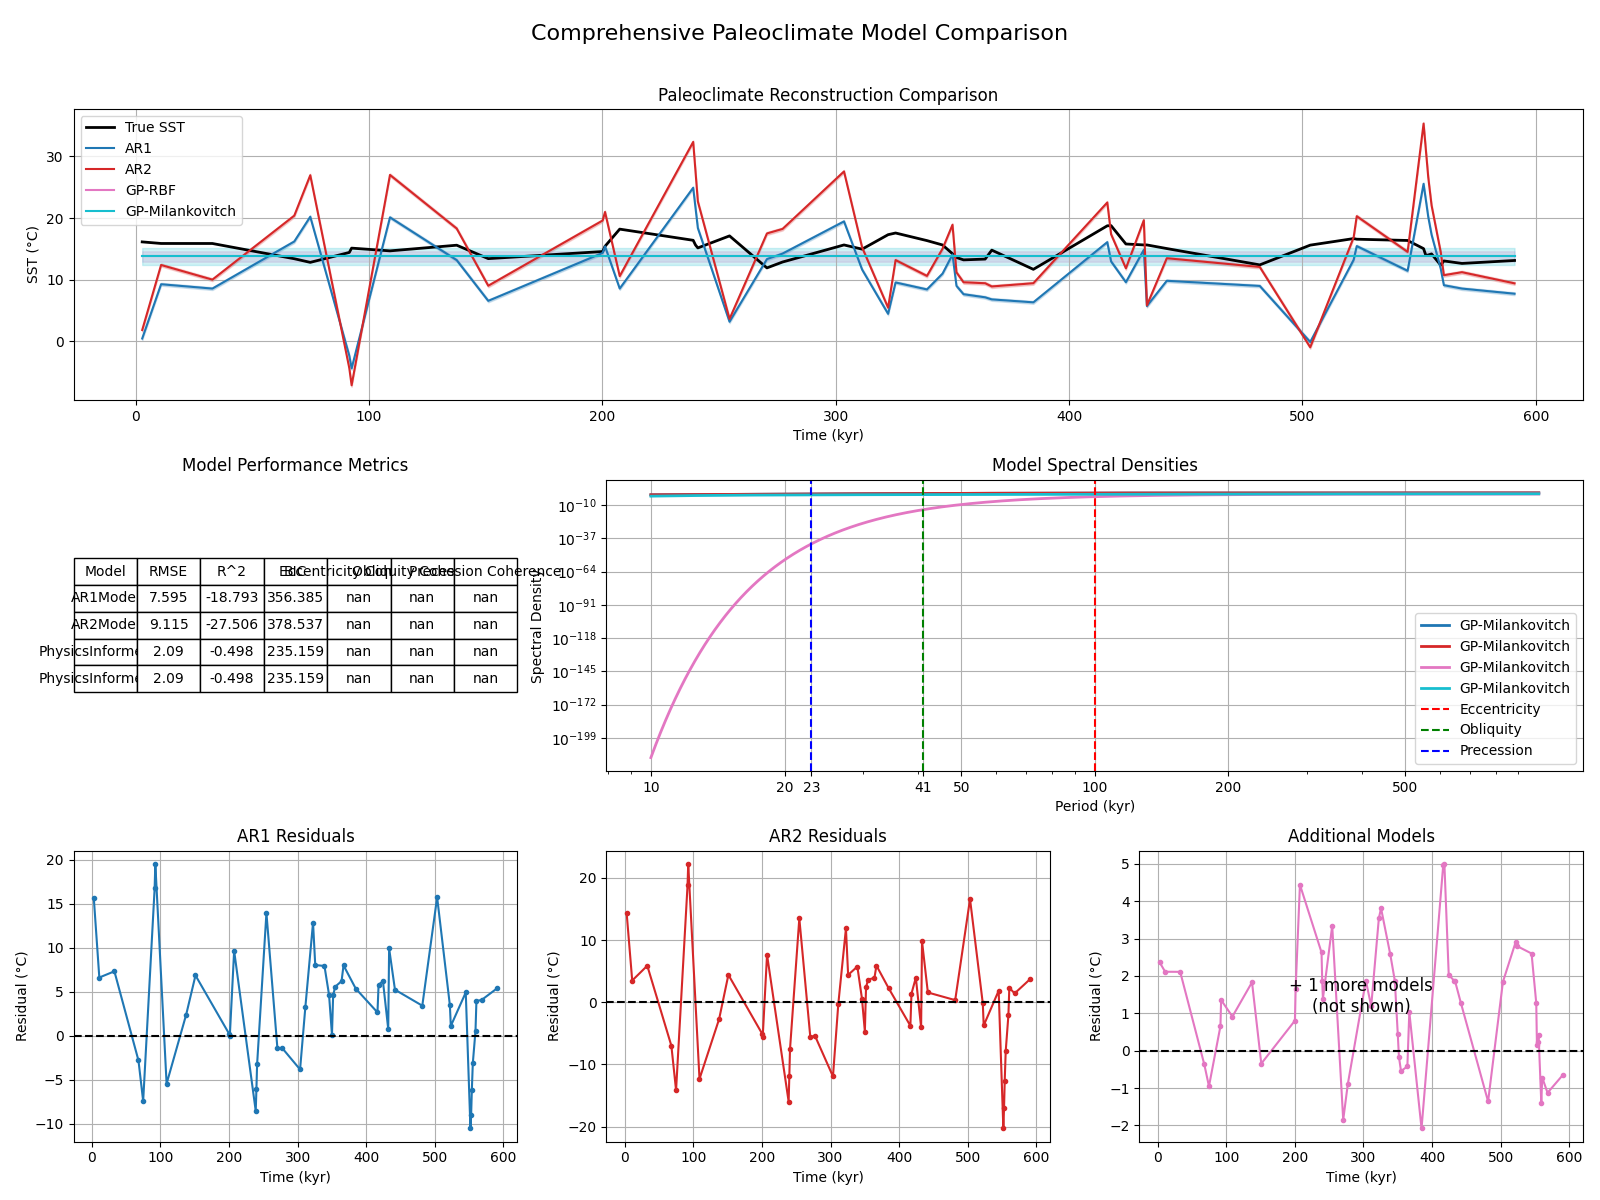 Comprehensive Paleoclimate Model Comparison
Paleoclimate Reconstruction Comparison
True SST
AR1
AR2
GP-RBF
GP-Milankovitch
SST (°C)
30
20
10
0
0 100 200 300 400 500 600
Time (kyr)
Model Performance Metrics
Model RMSE R^2 BIC Eccentricity Coherence Obliquity Coherence Precession Coherence
AR1Model 7.595 -18.793 356.385 nan nan nan
AR2Model 9.115 -27.506 378.537 nan nan nan
PhysicsInforme 2.09 -0.498 235.159 nan nan nan
PhysicsInforme 2.09 -0.498 235.159 nan nan nan
Model Spectral Densities
Spectral Density
10^-10
10^-37
10^-64
10^-91
10^-118
10^-145
10^-172
10^-199
GP-Milankovitch
GP-Milankovitch
GP-Milankovitch
GP-Milankovitch
Eccentricity
Obliquity
Precession
10 20 23 41 50 100 200 500
Period (kyr)
AR1 Residuals
Residual (°C)
20
15
10
5
0
−5
−10
0 100 200 300 400 500 600
Time (kyr)
AR2 Residuals
Residual (°C)
20
10
0
−10
−20
0 100 200 300 400 500 600
Time (kyr)
Additional Models
Residual (°C)
5
4
3
2
1
0
−1
−2
+ 1 more models
(not shown)
0 100 200 300 400 500 600
Time (kyr)